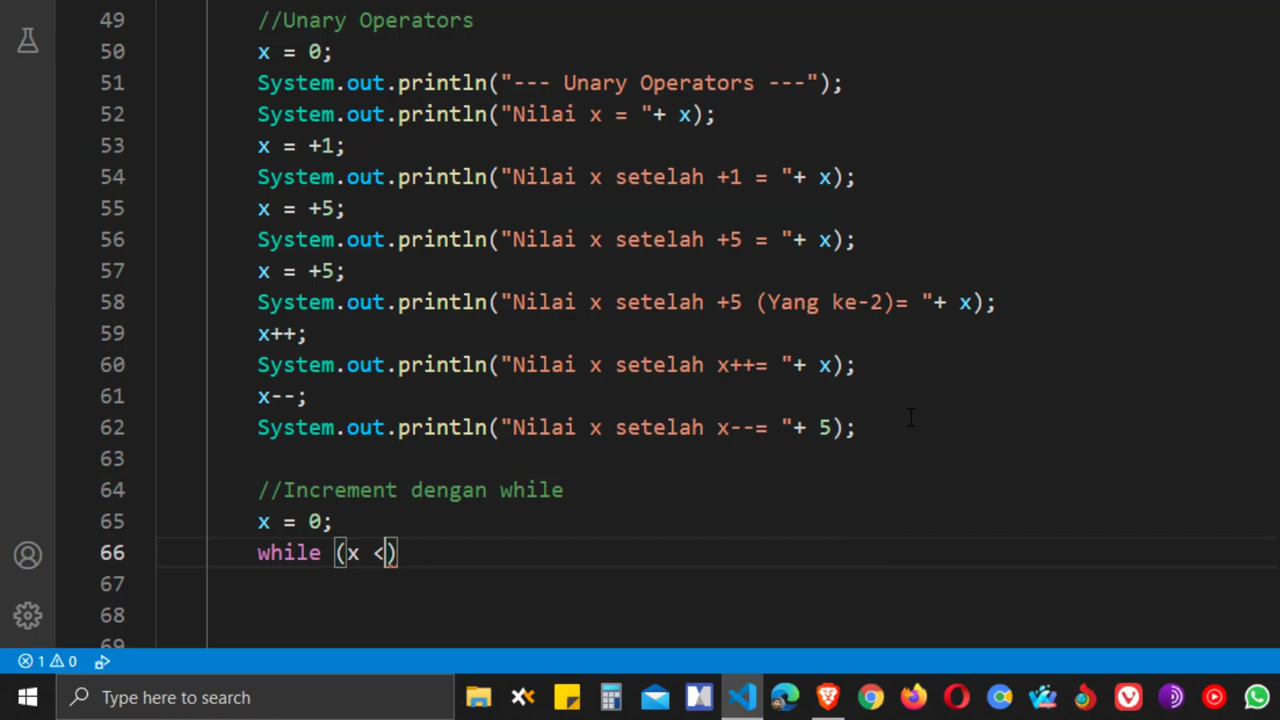 49 //Unary Operators
50 x = 0;
51 System.out.println("--- Unary Operators ---");
52 System.out.println("Nilai x = "+ x);
53 x = +1;
54 System.out.println("Nilai x setelah +1 = "+ x);
55 x = +5;
56 System.out.println("Nilai x setelah +5 = "+ x);
57 x = +5;
58 System.out.println("Nilai x setelah +5 (Yang ke-2)= "+ x);
59 x++;
60 System.out.println("Nilai x setelah x++= "+ x);
61 x--;
62 System.out.println("Nilai x setelah x--= "+ 5);
63
64 //Increment dengan while
65 x = 0;
66 while (x <)
67
68
69
1 0
Type here to search